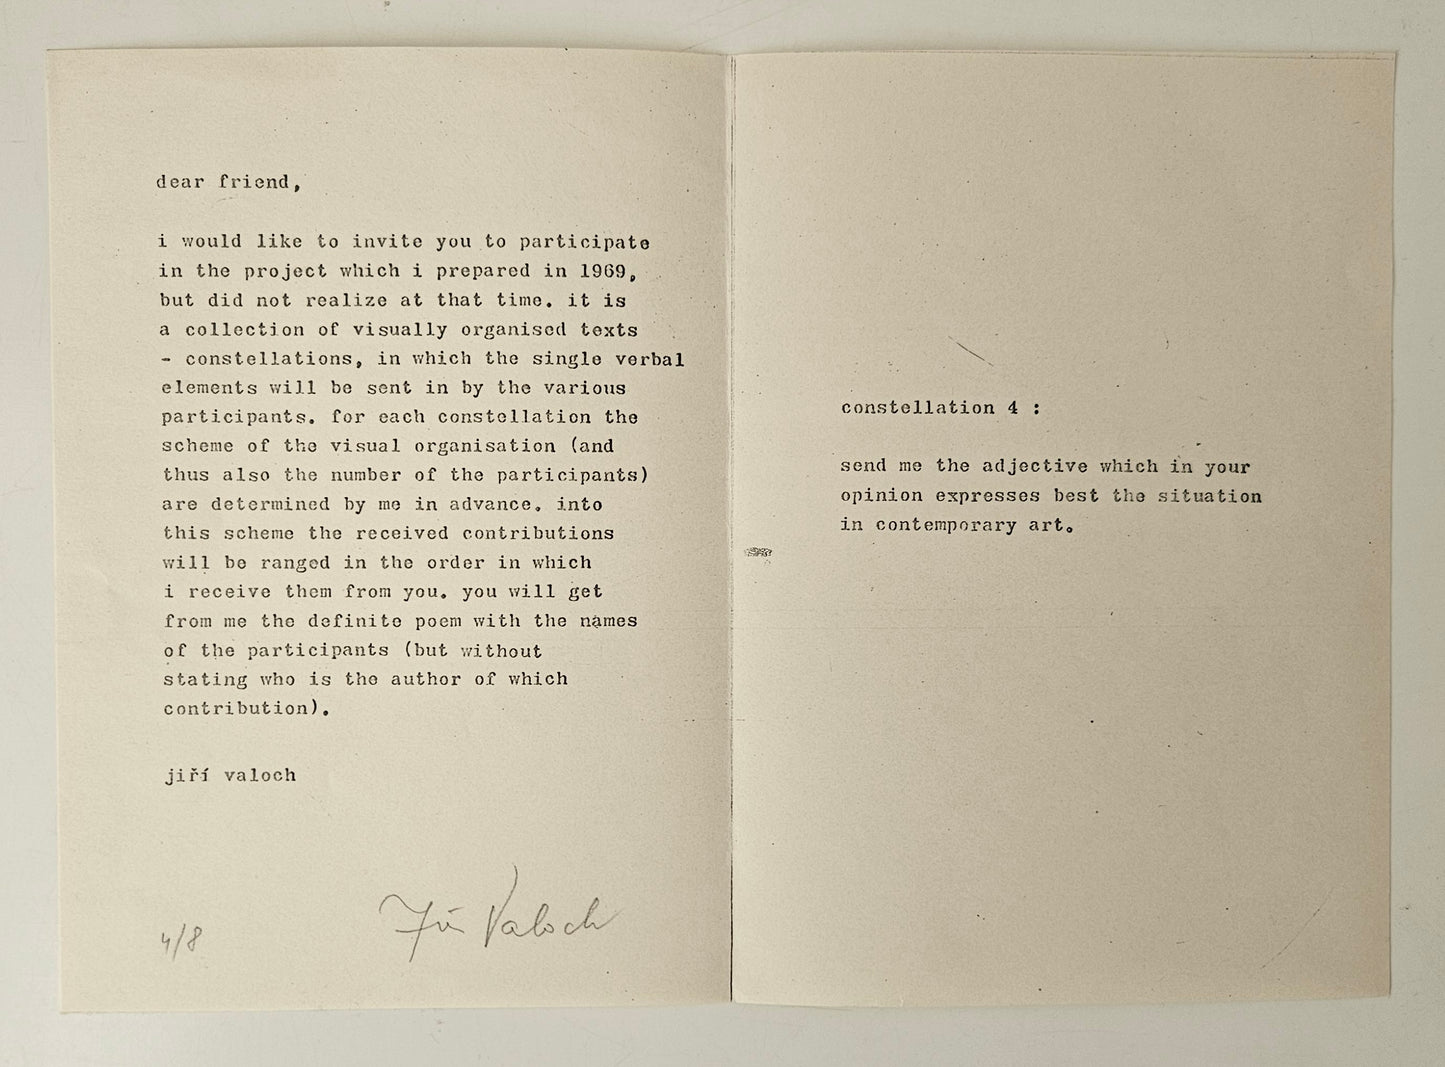 dear friend,
i would like to invite you to participate
in the project which i prepared in 1969,
but did not realize at that time. it is
a collection of visually organised texts
- constellations, in which the single verbal
elements will be sent in by the various
participants. for each constellation the
scheme of the visual organisation (and
thus also the number of the participants)
are determined by me in advance. into
this scheme the received contributions
will be ranged in the order in which
i receive them from you. you will get
from me the definite poem with the names
of the participants (but without
stating who is the author of which
contribution).
jiří valoch
4/8
Jiří Valoch
constellation 4 :
send me the adjective which in your
opinion expresses best the situation
in contemporary art.